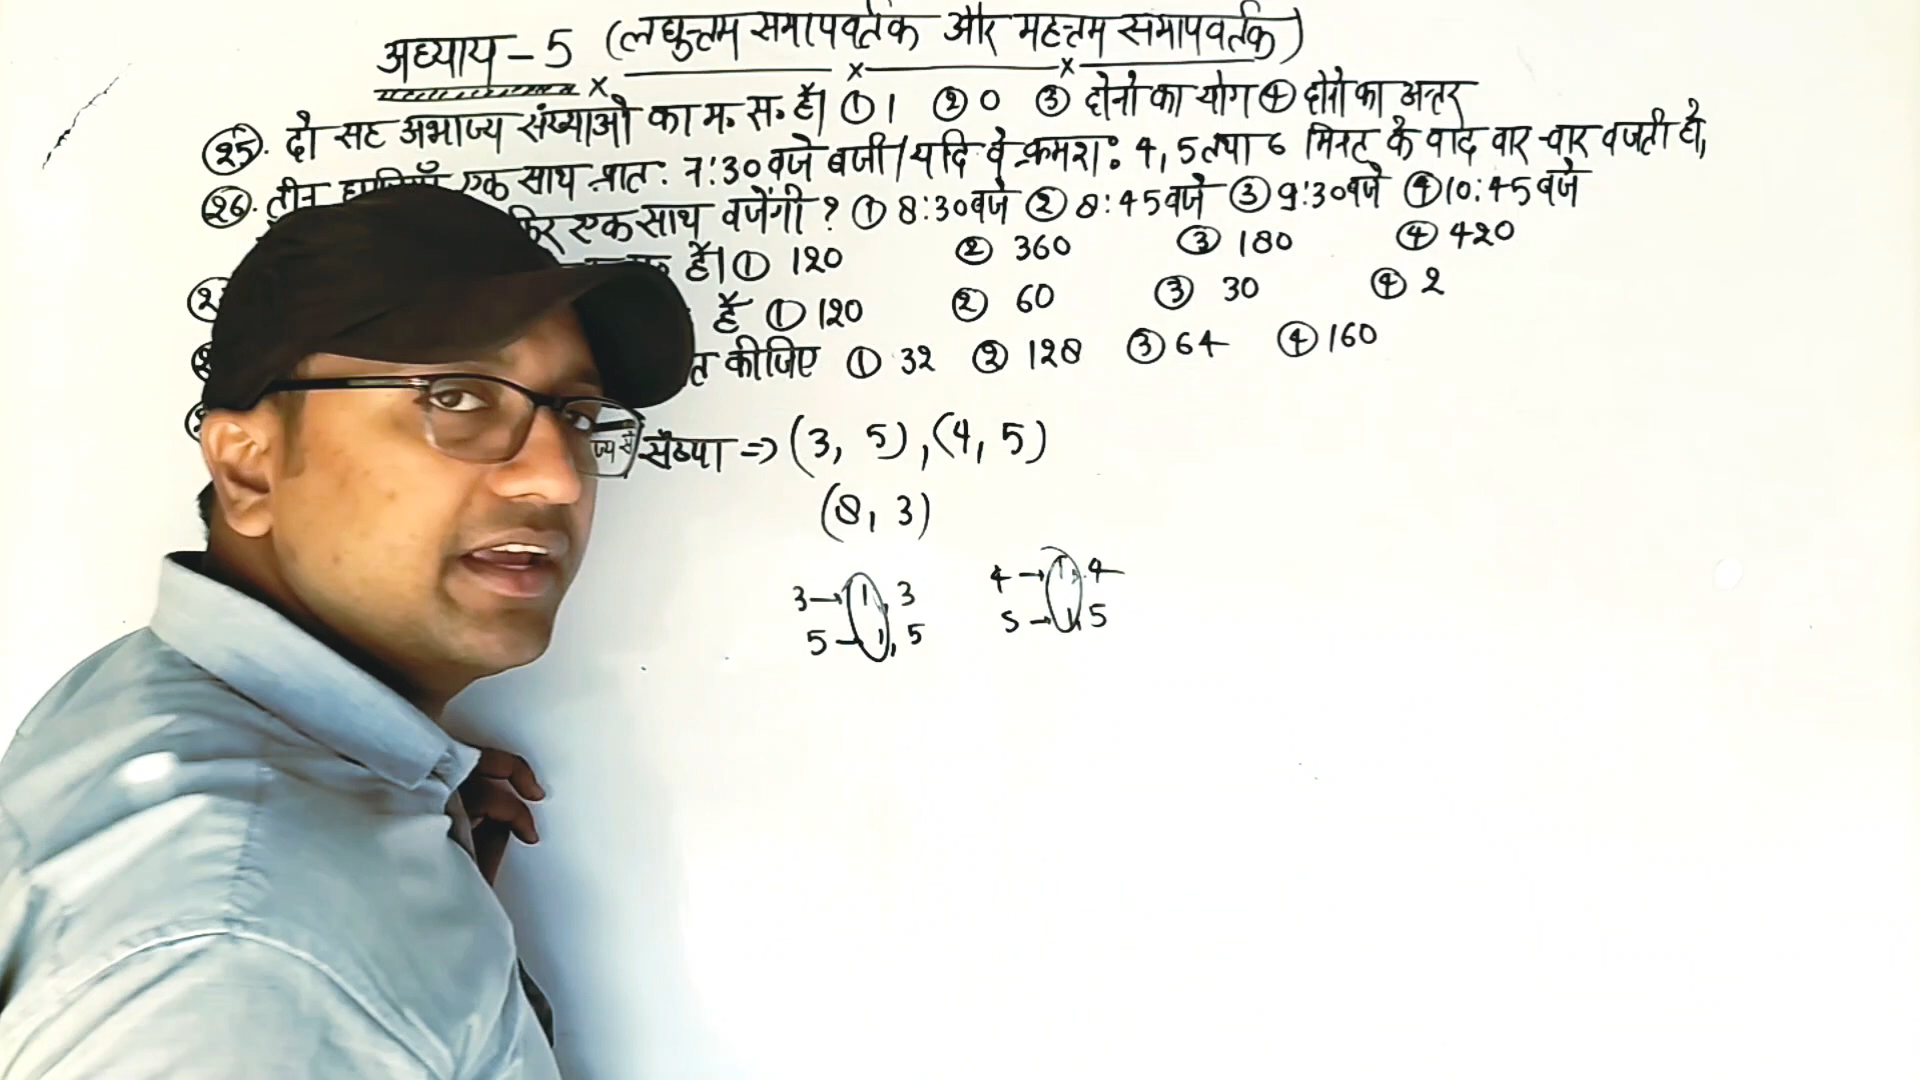 अध्याय - 5 (लघुत्तम समापवर्तक और महत्तम समापवर्तक)
25. दो सह अभाज्य संख्याओं का म. स. है। ① 1 ② 0 ③ दोनो का योग ④ दोनो का अन्तर
26. तीन एक साथ प्रातः 7:30 बजे बजी। यदि वे क्रमशः 4, 5 तथा 6 मिनट के बाद बार-बार बजती हो,
फिर एक साथ बजेंगी? ① 8:30 बजे ② 8:45 बजे ③ 9:30 बजे ④ 10:45 बजे
है। ① 120 ② 360 ③ 180 ④ 420
है ① 120 ② 60 ③ 30 ④ 2
कीजिए ① 32 ② 128 ③ 64 ④ 160
संख्या => (3, 5), (4, 5)
(8, 3)
3→1, 3
5→1, 5
4→1, 4
5→1, 5